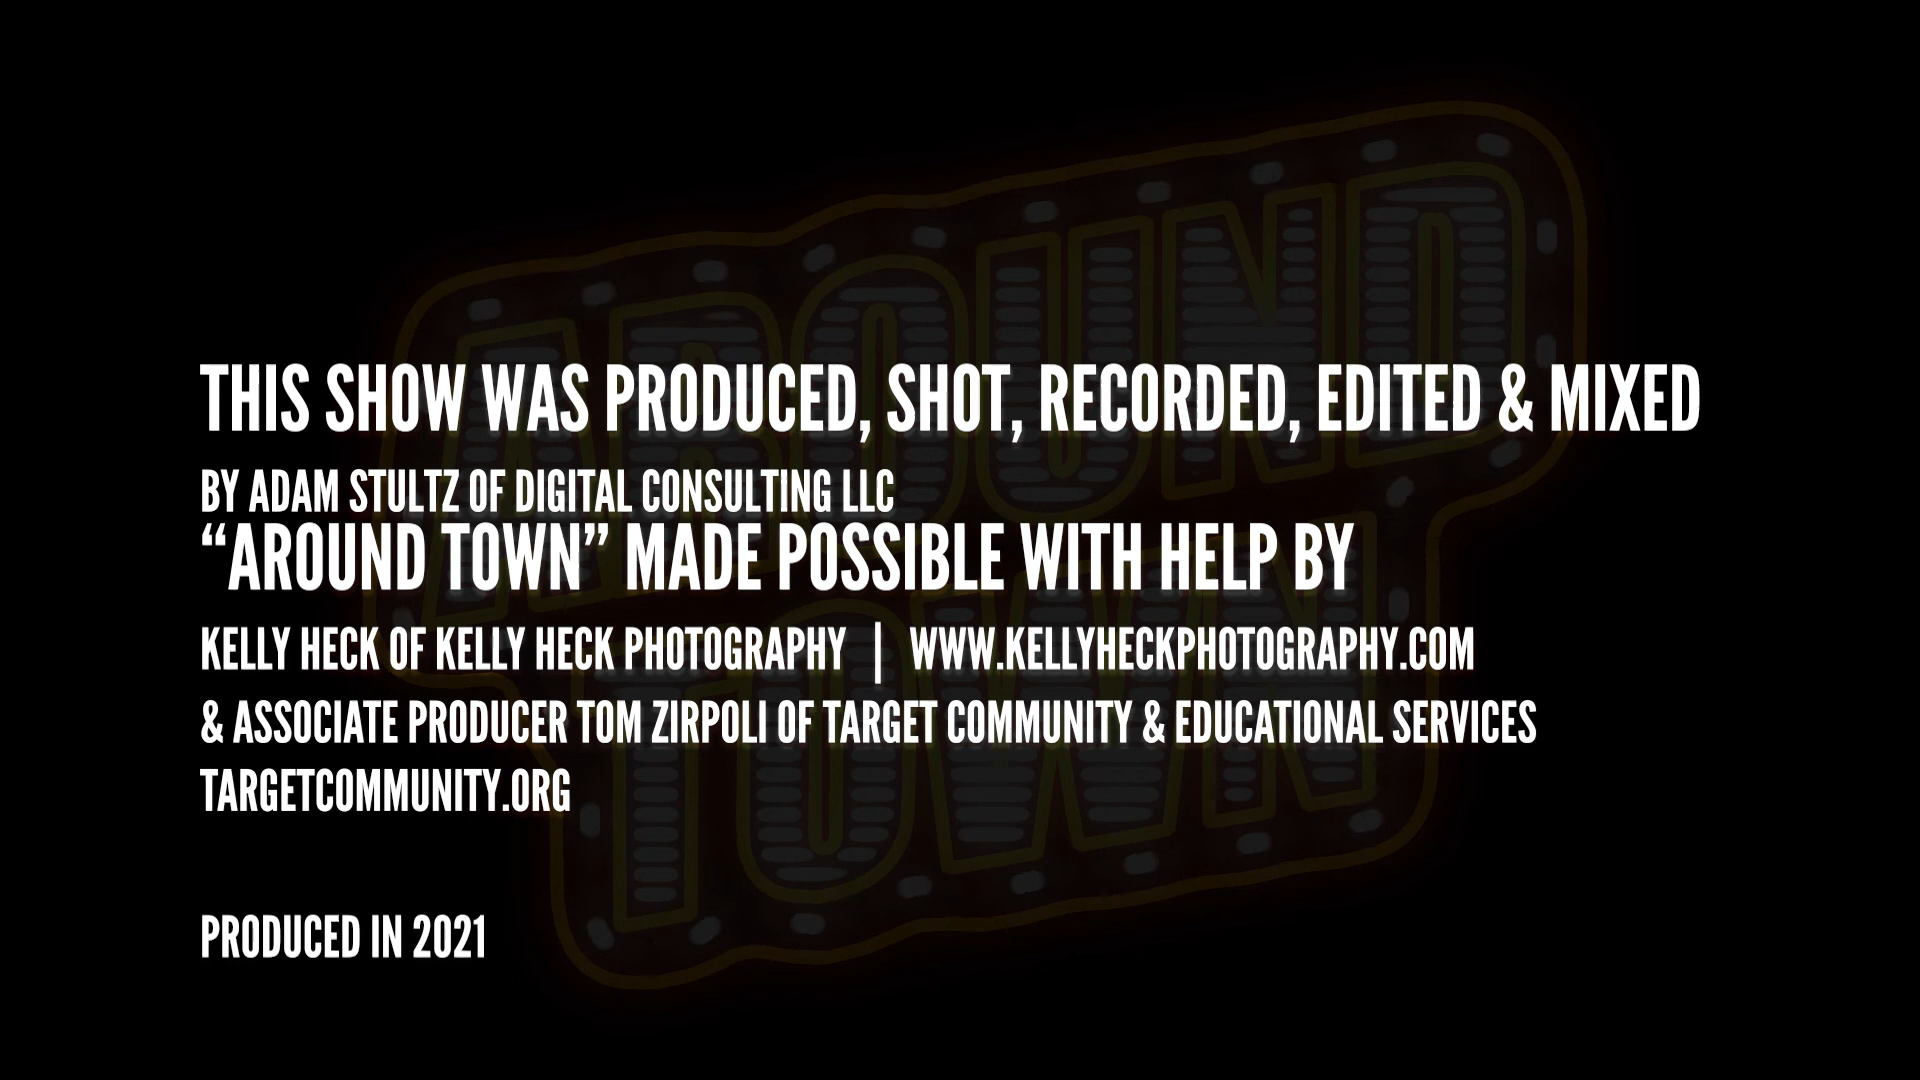 AROUND
TOWN
THIS SHOW WAS PRODUCED, SHOT, RECORDED, EDITED & MIXED
BY ADAM STULTZ OF DIGITAL CONSULTING LLC
“AROUND TOWN” MADE POSSIBLE WITH HELP BY
KELLY HECK OF KELLY HECK PHOTOGRAPHY | WWW.KELLYHECKPHOTOGRAPHY.COM
& ASSOCIATE PRODUCER TOM ZIRPOLI OF TARGET COMMUNITY & EDUCATIONAL SERVICES
TARGETCOMMUNITY.ORG
PRODUCED IN 2021